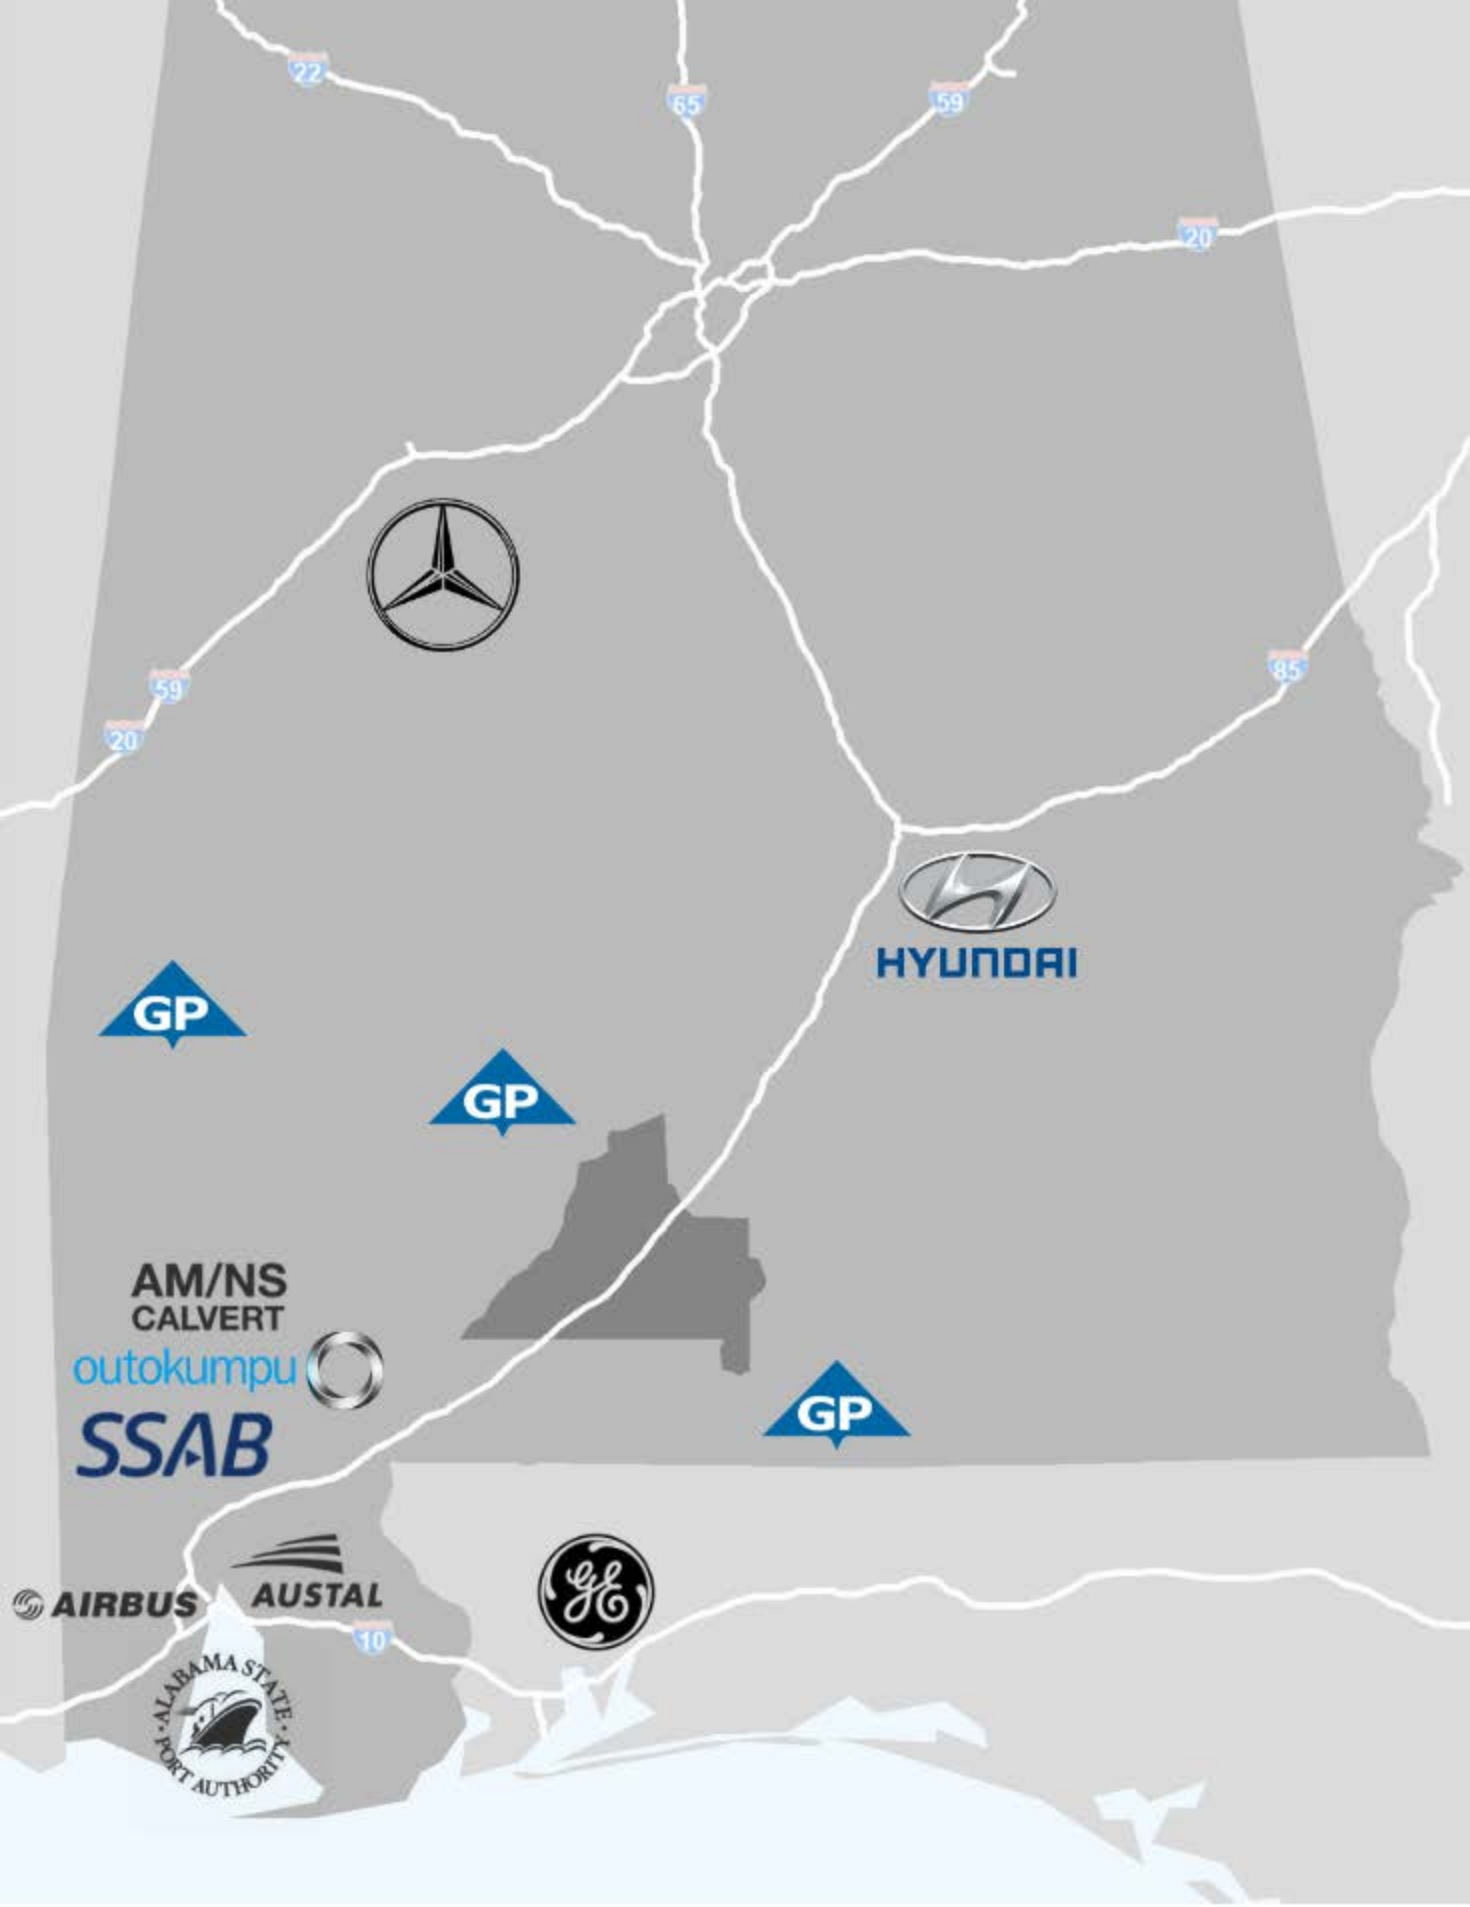 22
65
59
20
85
59
20
HYUNDAI
GP
GP
AM/NS
CALVERT
outokumpu
SSAB
GP
GE
AUSTAL
AIRBUS
10
ALABAMA STATE
PORT AUTHORITY